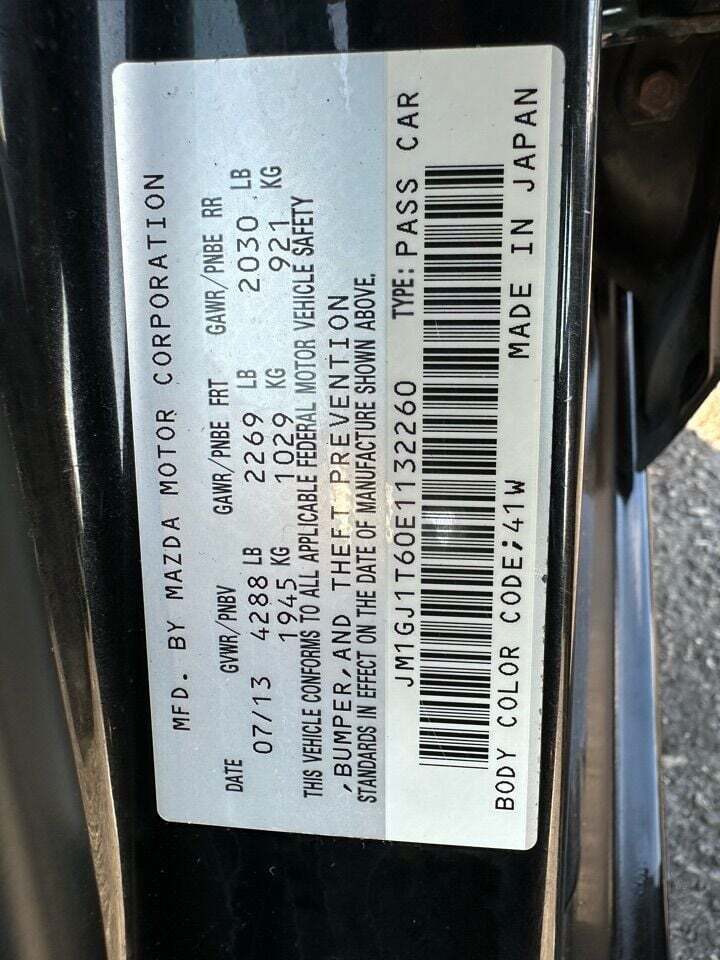 MFD. BY MAZDA MOTOR CORPORATION
DATE GVWR/PNBV GAWR/PNBE FRT GAWR/PNBE RR
07/13 4288 LB 2269 LB 2030 LB
1945 KG 1029 KG 921 KG
THIS VEHICLE CONFORMS TO ALL APPLICABLE FEDERAL MOTOR VEHICLE SAFETY
,BUMPER,AND THEFT PREVENTION
STANDARDS IN EFFECT ON THE DATE OF MANUFACTURE SHOWN ABOVE.
JM1GJ1T60E1132260 TYPE: PASS CAR
BODY COLOR CODE;41W MADE IN JAPAN